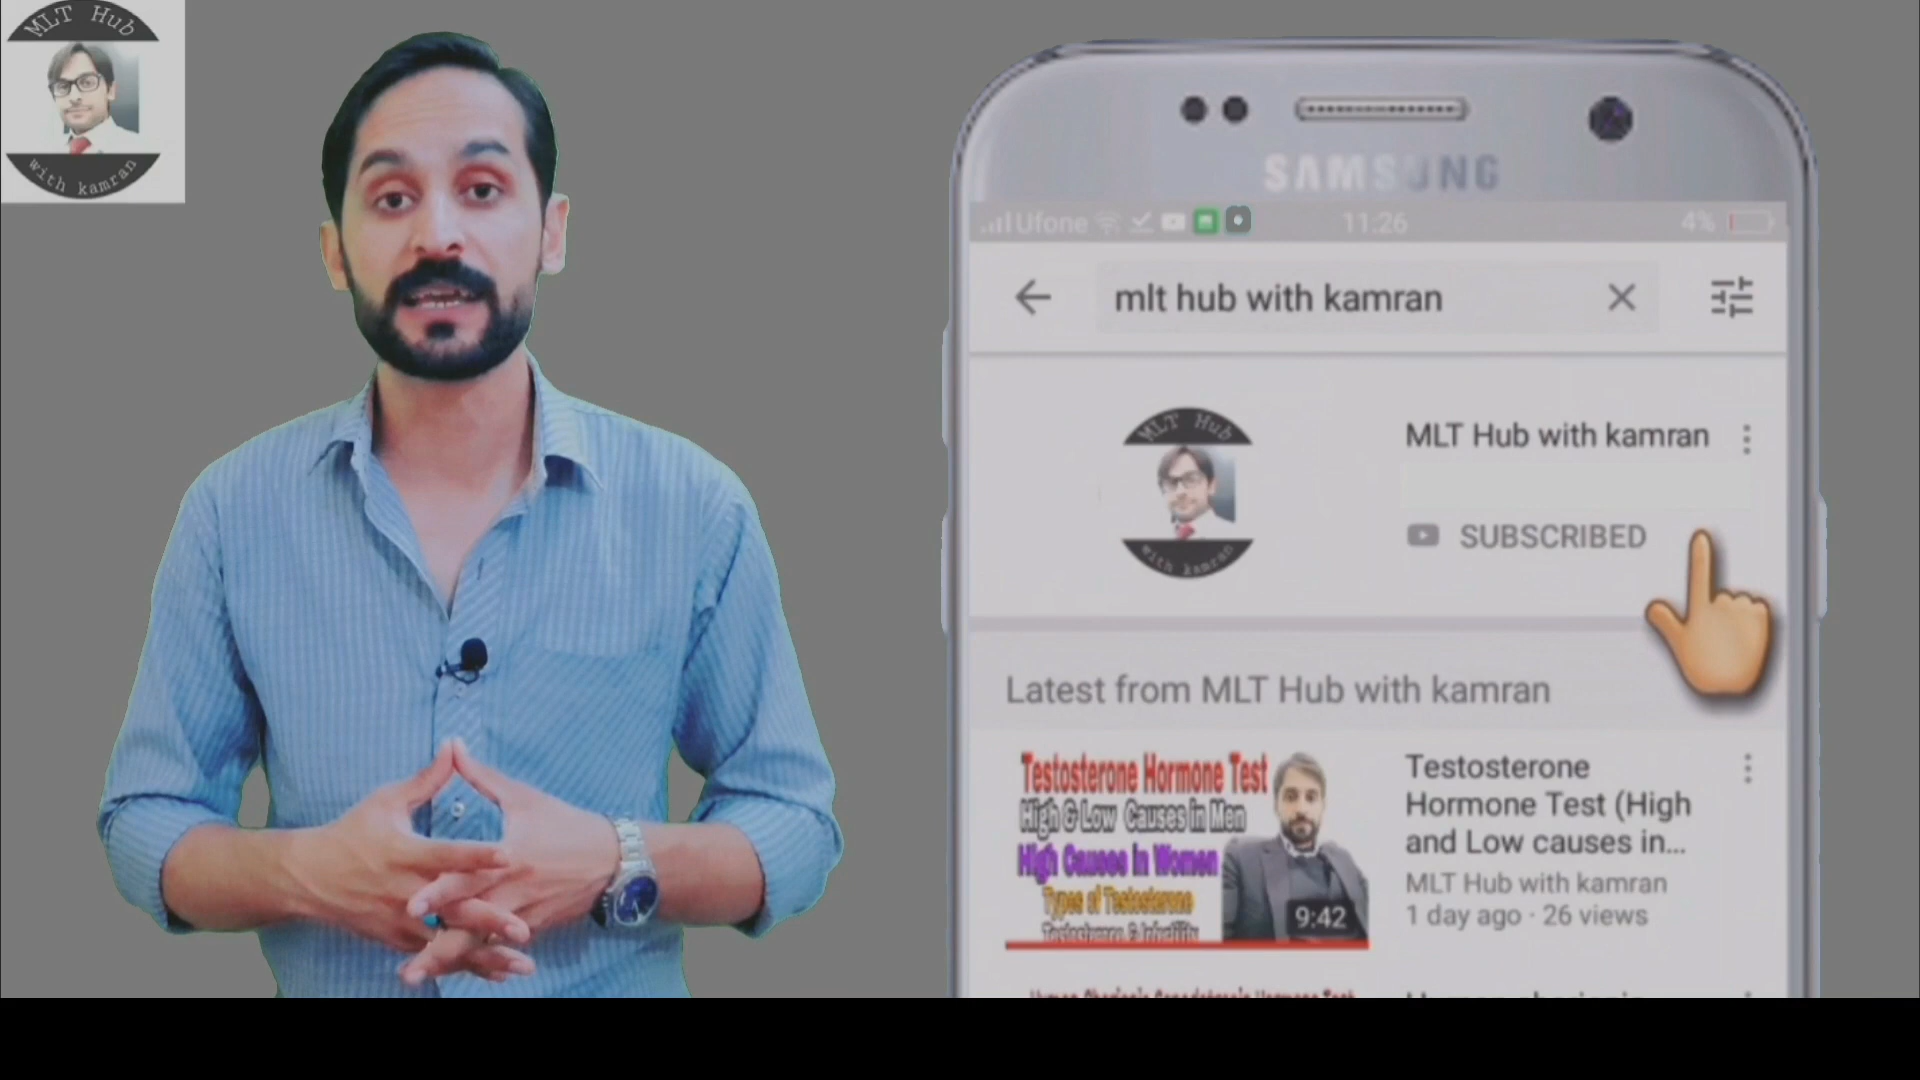 MLT Hub
with kamran
SAMSUNG
Ufone
11:26
4%
mlt hub with kamran
MLT Hub
with kamran
MLT Hub with kamran
SUBSCRIBED
Latest from MLT Hub with kamran
Testosterone Hormone Test
High & Low Causes in Men
High Causes in Women
Types of Testosterone
Testosterone & Infertility
9:42
Testosterone
Hormone Test (High
and Low causes in...
MLT Hub with kamran
1 day ago · 26 views